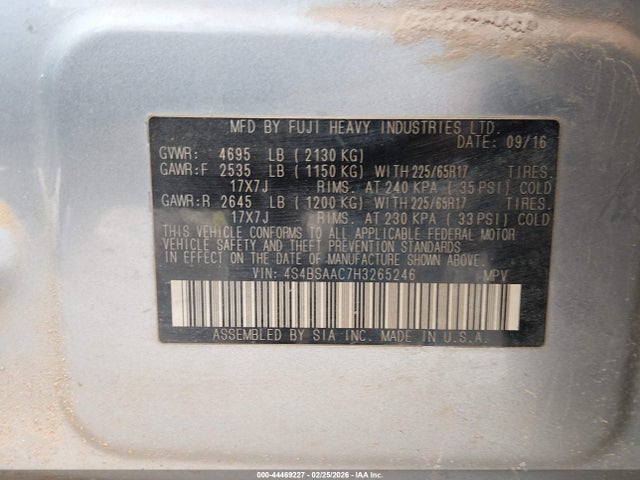 MFD BY FUJI HEAVY INDUSTRIES LTD.
DATE: 09/16
GVWR: 4695 LB ( 2130 KG)
GAWR:F 2535 LB ( 1150 KG) WITH 225/65R17 TIRES.
17X7J RIMS. AT 240 KPA ( 35 PSI) COLD
GAWR:R 2645 LB ( 1200 KG) WITH 225/65R17 TIRES.
17X7J RIMS. AT 230 KPA ( 33 PSI) COLD
THIS VEHICLE CONFORMS TO ALL APPLICABLE FEDERAL MOTOR
VEHICLE SAFETY AND THEFT PREVENTION STANDARDS
IN EFFECT ON THE DATE OF MANUFACTURE SHOWN ABOVE.
VIN: 4S4BSAAC7H3265246 MPV
ASSEMBLED BY SIA INC. MADE IN U.S.A.
000-44469227 - 02/25/2026 - IAA Inc.